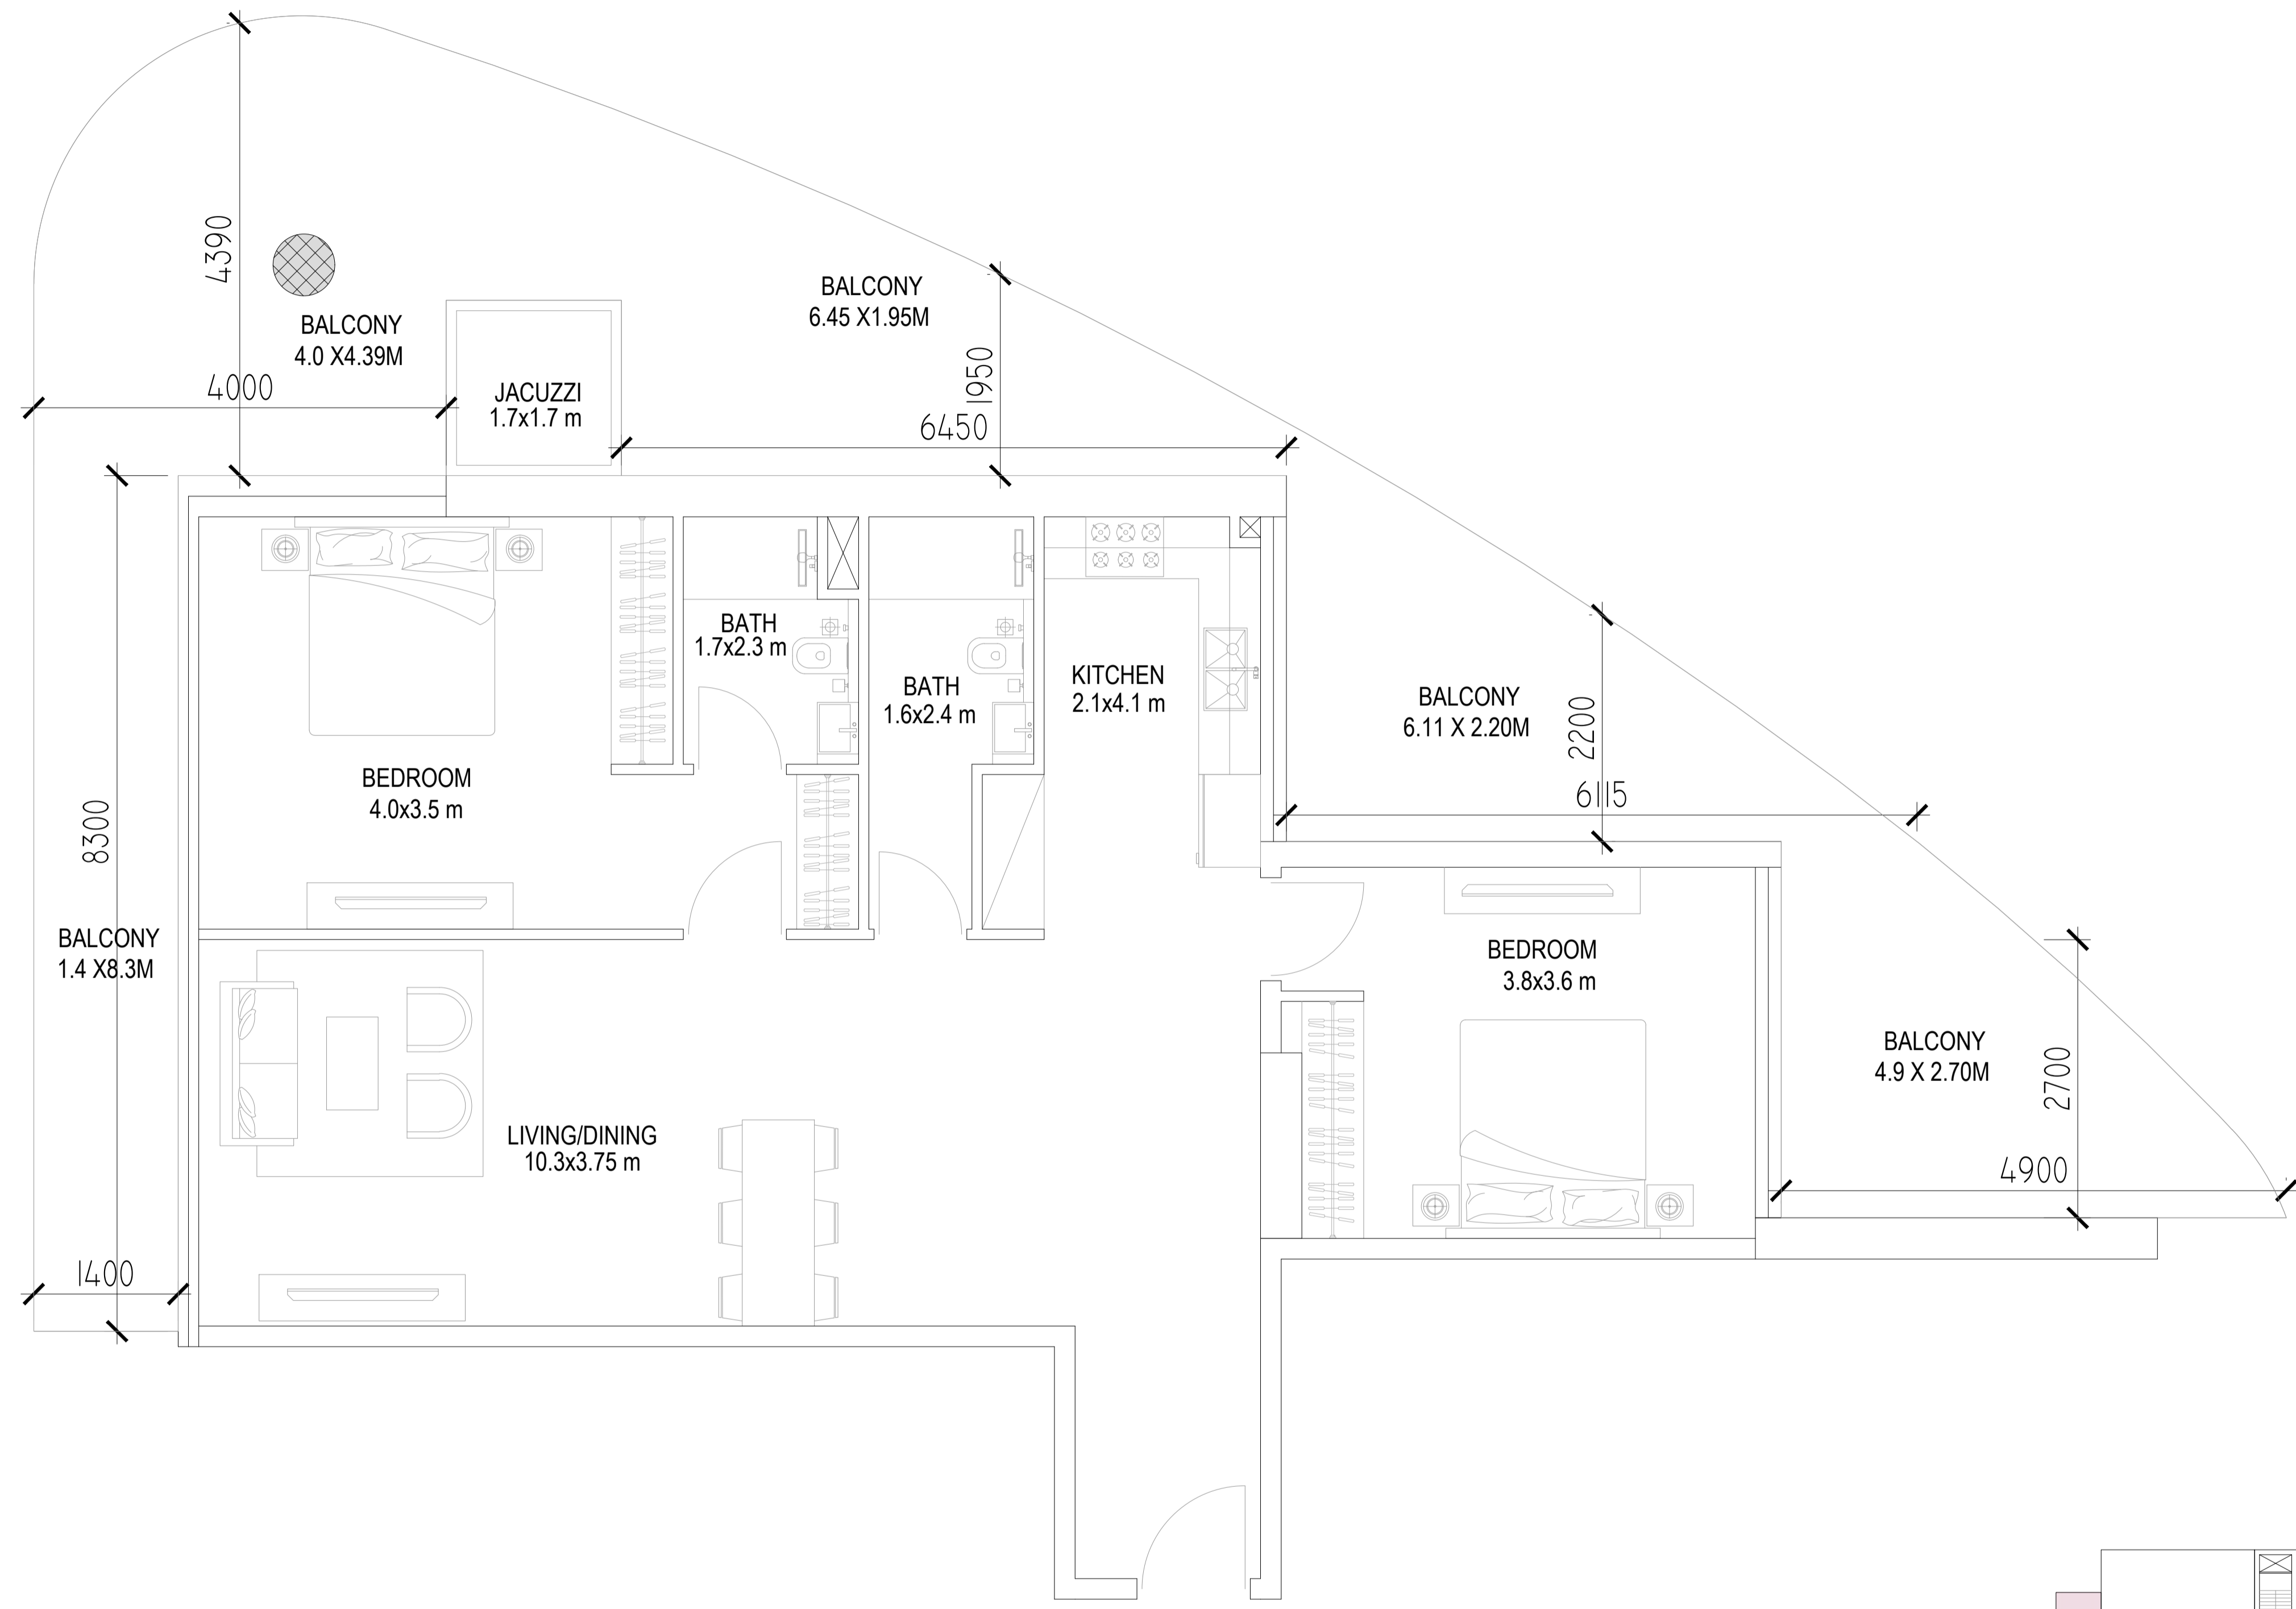 4390
BALCONY
4.0 X4.39M
4000
JACUZZI
1.7x1.7 m
BALCONY
6.45 X1.95M
1950
6450
BATH
1.7x2.3 m
BATH
1.6x2.4 m
KITCHEN
2.1x4.1 m
BALCONY
6.11 X 2.20M
2200
6115
BEDROOM
4.0x3.5 m
8300
BALCONY
1.4 X8.3M
BEDROOM
3.8x3.6 m
BALCONY
4.9 X 2.70M
2700
4900
LIVING/DINING
10.3x3.75 m
1400